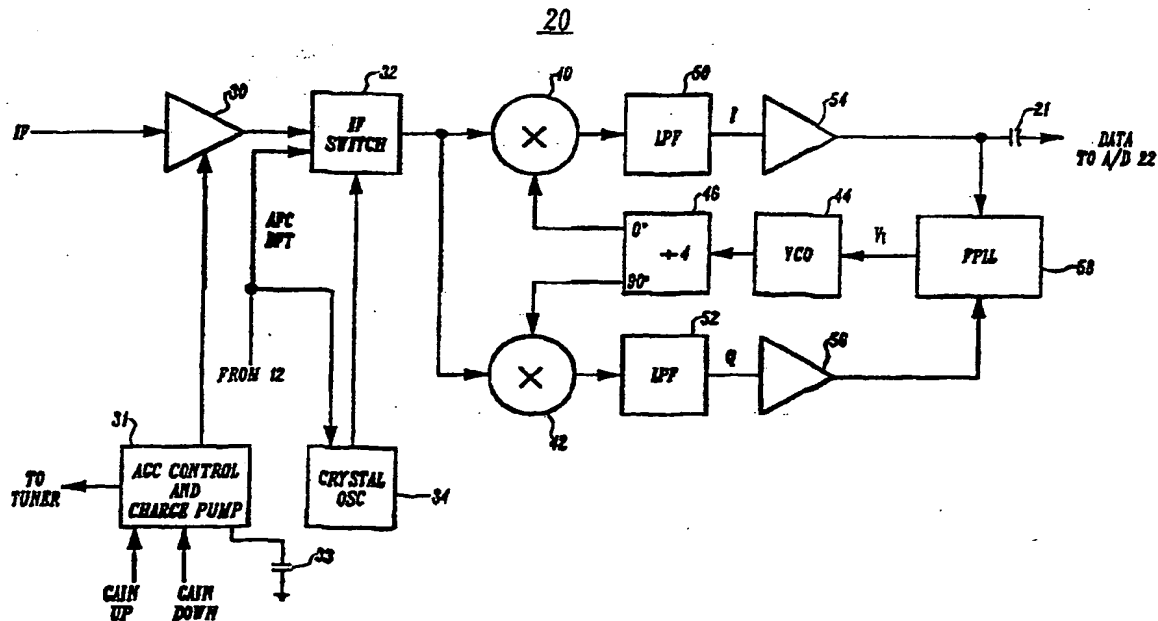 20
30
IF
32
IF
SWITCH
40
50
LPF
I
54
21
DATA
TO A/D 22
AFC
DFT
46
0°
÷4
90°
44
VCO
V1
FPLL
58
FROM 12
42
52
LPF
Q
56
31
AGC CONTROL
AND
CHARGE PUMP
TO
TUNER
CRYSTAL
OSC
34
33
GAIN
UP
GAIN
DOWN